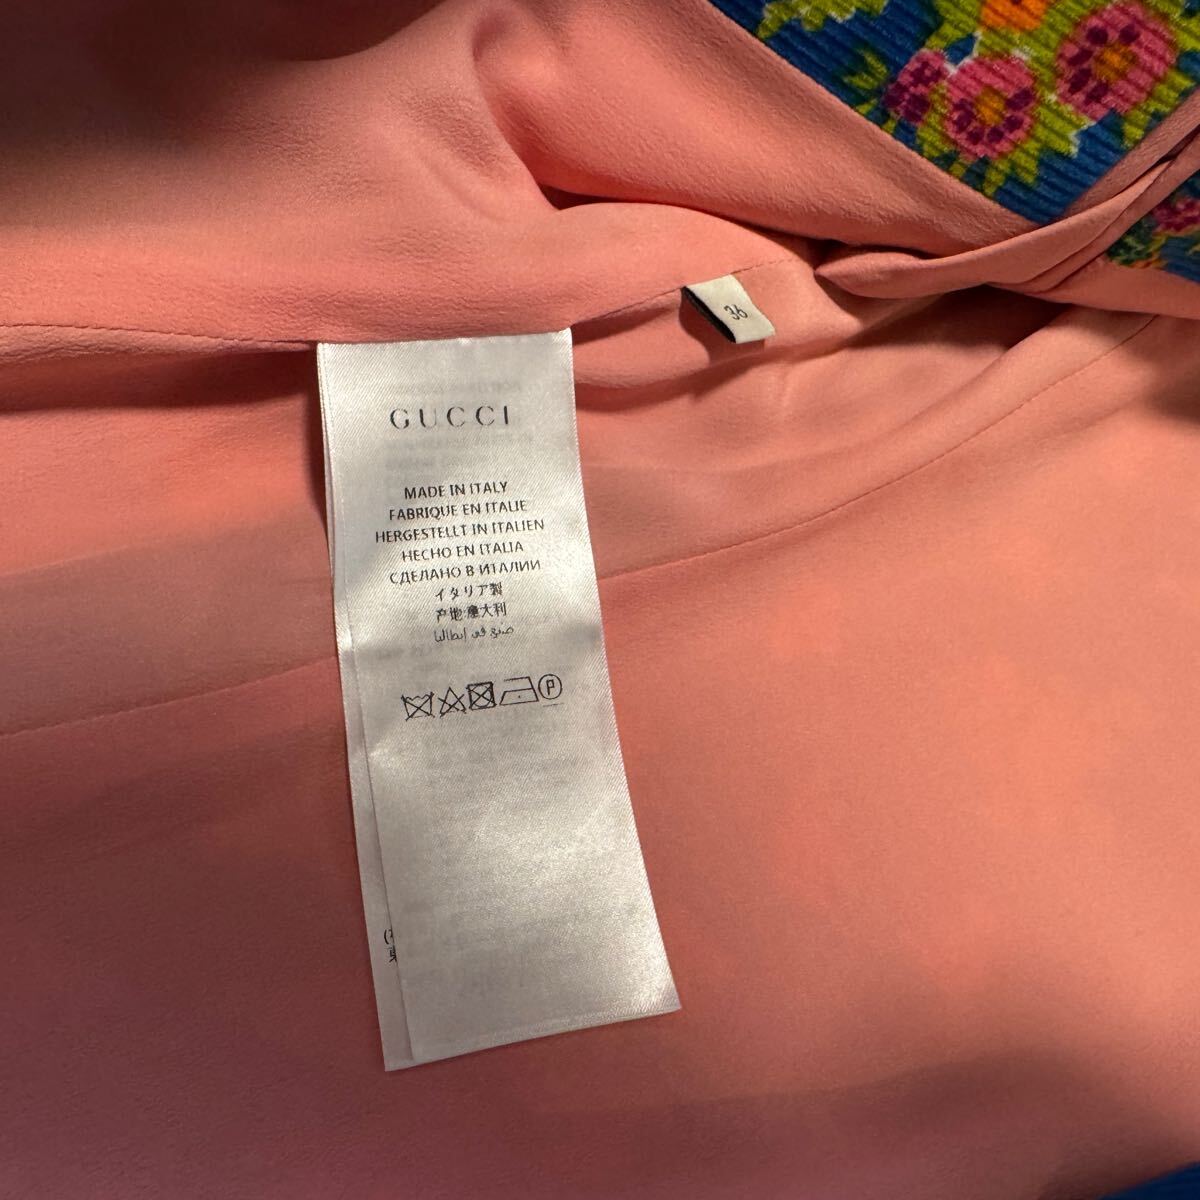 36
GUCCI
MADE IN ITALY
FABRIQUE EN ITALIE
HERGESTELLT IN ITALIEN
HECHO EN ITALIA
СДЕЛАНО В ИТАЛИИ
イタリア製
产地:意大利
صنع في إيطاليا
P